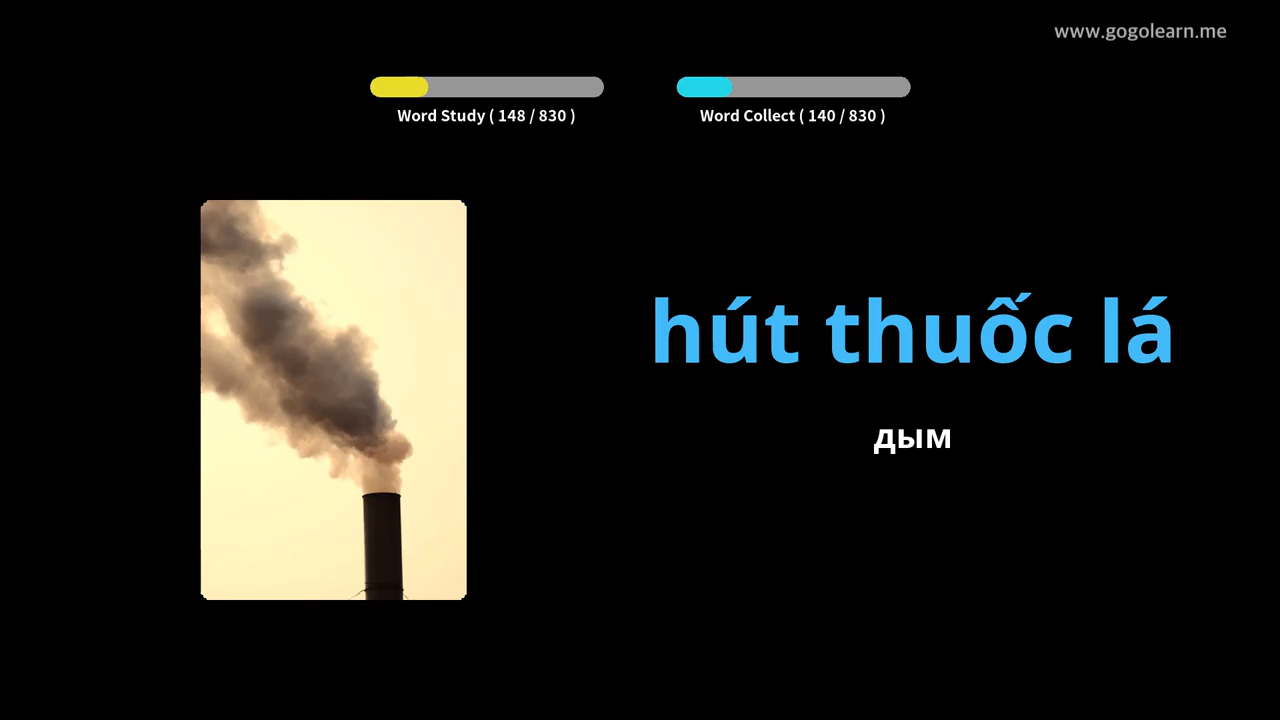 www.gogolearn.me
Word Study ( 148 / 830 )
Word Collect ( 140 / 830 )
hút thuốc lá
дым